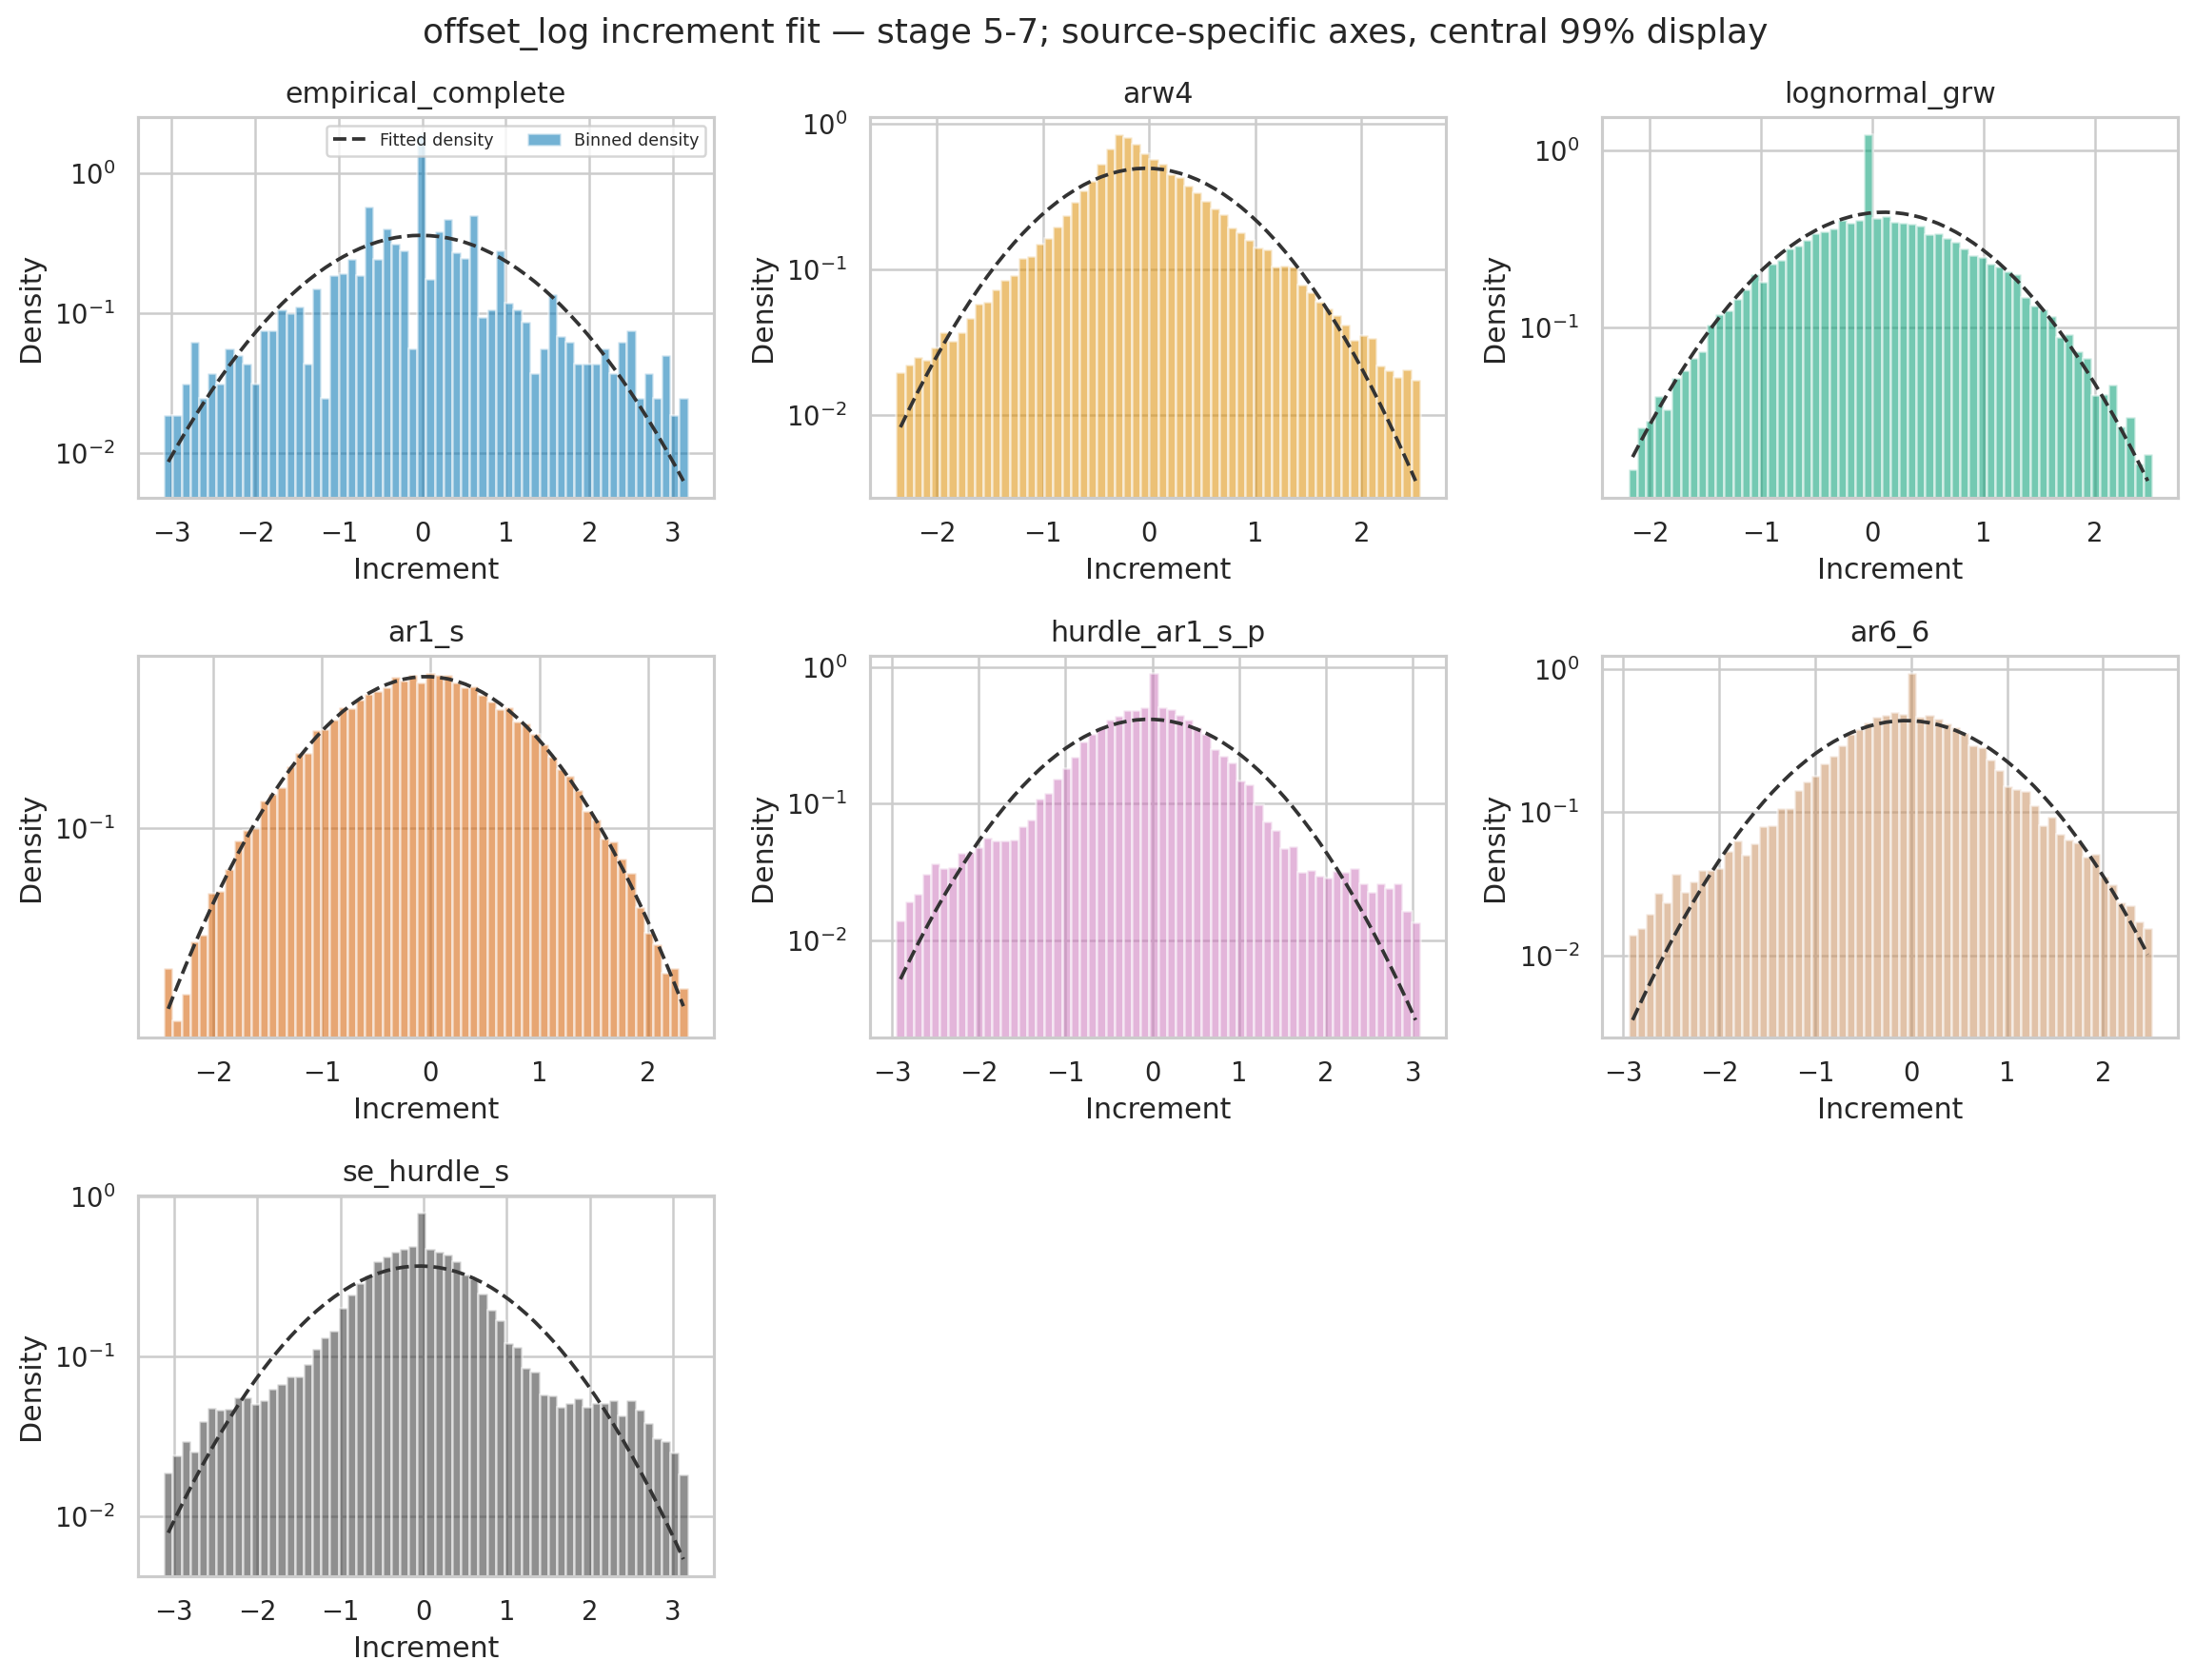 offset_log increment fit — stage 5-7; source-specific axes, central 99% display
empirical_complete
Fitted density
Binned density
10⁰
10⁻¹
10⁻²
Density
−3 −2 −1 0 1 2 3
Increment
arw4
10⁰
10⁻¹
10⁻²
Density
−2 −1 0 1 2
Increment
lognormal_grw
10⁰
10⁻¹
Density
−2 −1 0 1 2
Increment
ar1_s
10⁻¹
Density
−2 −1 0 1 2
Increment
hurdle_ar1_s_p
10⁰
10⁻¹
10⁻²
Density
−3 −2 −1 0 1 2 3
Increment
ar6_6
10⁰
10⁻¹
10⁻²
Density
−3 −2 −1 0 1 2
Increment
se_hurdle_s
10⁰
10⁻¹
10⁻²
Density
−3 −2 −1 0 1 2 3
Increment